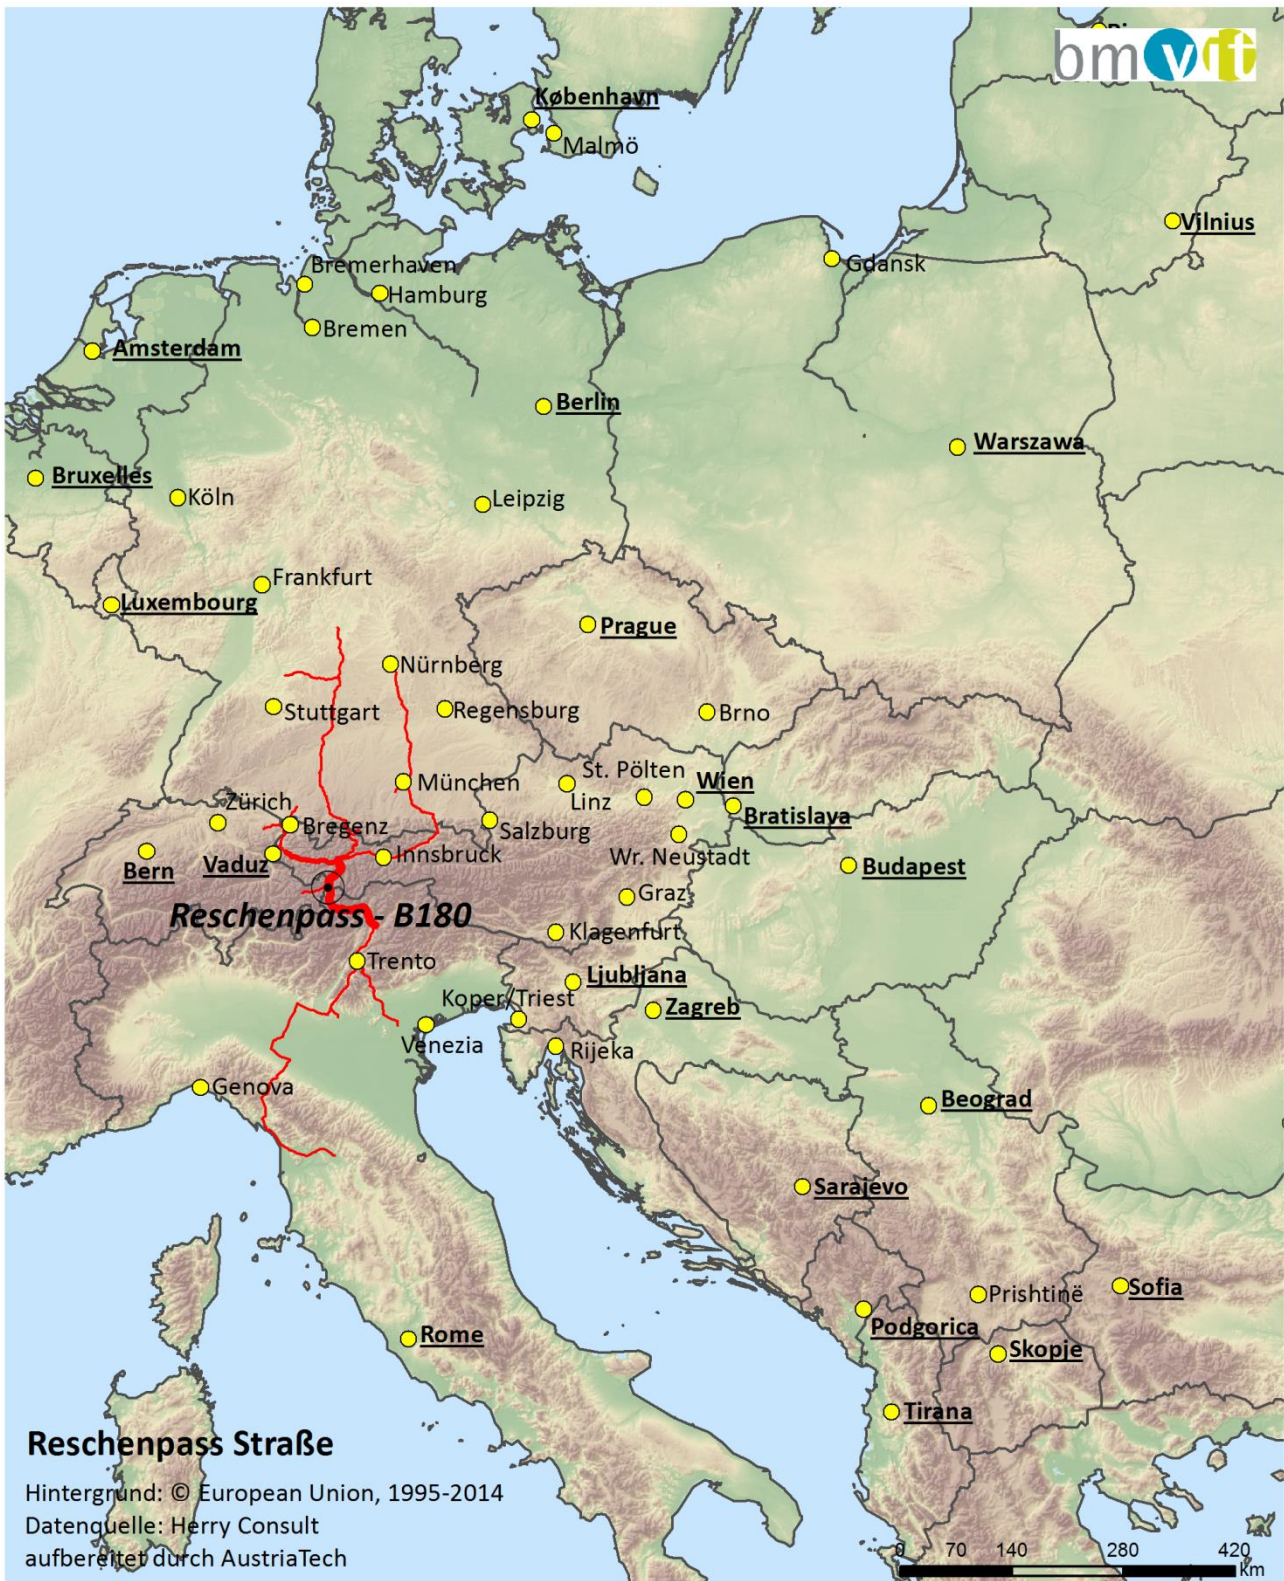 bmvit
København
Malmö
Vilnius
Gdansk
Bremerhaven
Hamburg
Bremen
Amsterdam
Berlin
Warszawa
Bruxelles
Köln
Leipzig
Frankfurt
Luxembourg
Prague
Nürnberg
Stuttgart
Regensburg
Brno
München
St. Pölten
Linz
Wien
Zürich
Bregenz
Salzburg
Bratislava
Bern
Vaduz
Innsbruck
Wr. Neustadt
Budapest
Graz
Reschenpass - B180
Klagenfurt
Trento
Ljubljana
Koper/Triest
Zagreb
Venezia
Rijeka
Genova
Beograd
Sarajevo
Prishtinë
Sofia
Podgorica
Rome
Skopje
Tirana
Reschenpass Straße
Hintergrund: © European Union, 1995-2014
Datenquelle: Herry Consult
aufbereitet durch AustriaTech
0 70 140 280 420
km